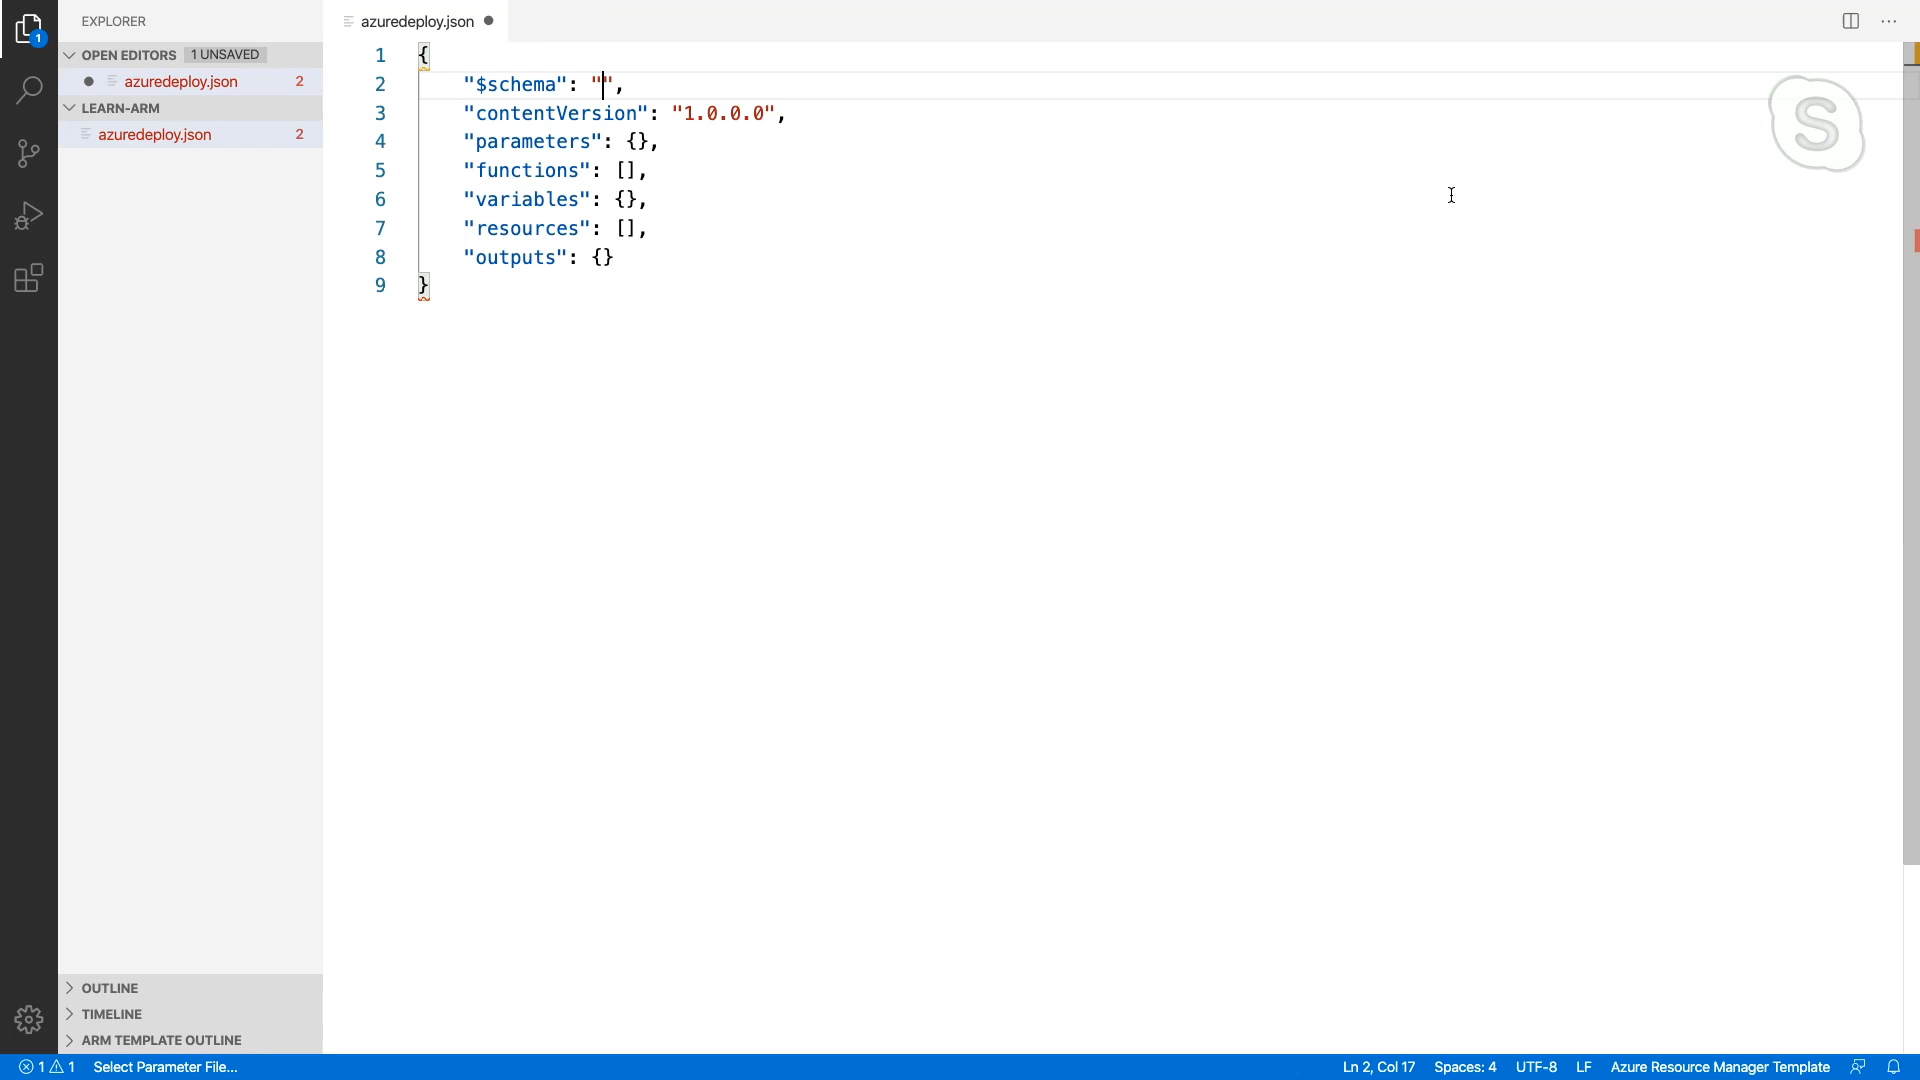 EXPLORER
azuredeploy.json
OPEN EDITORS 1 UNSAVED
azuredeploy.json 2
LEARN-ARM
azuredeploy.json 2
1
1 {
2 "$schema": "",
3 "contentVersion": "1.0.0.0",
4 "parameters": {},
5 "functions": [],
6 "variables": {},
7 "resources": [],
8 "outputs": {}
9 }
S
OUTLINE
TIMELINE
ARM TEMPLATE OUTLINE
1 1 Select Parameter File... Ln 2, Col 17 Spaces: 4 UTF-8 LF Azure Resource Manager Template